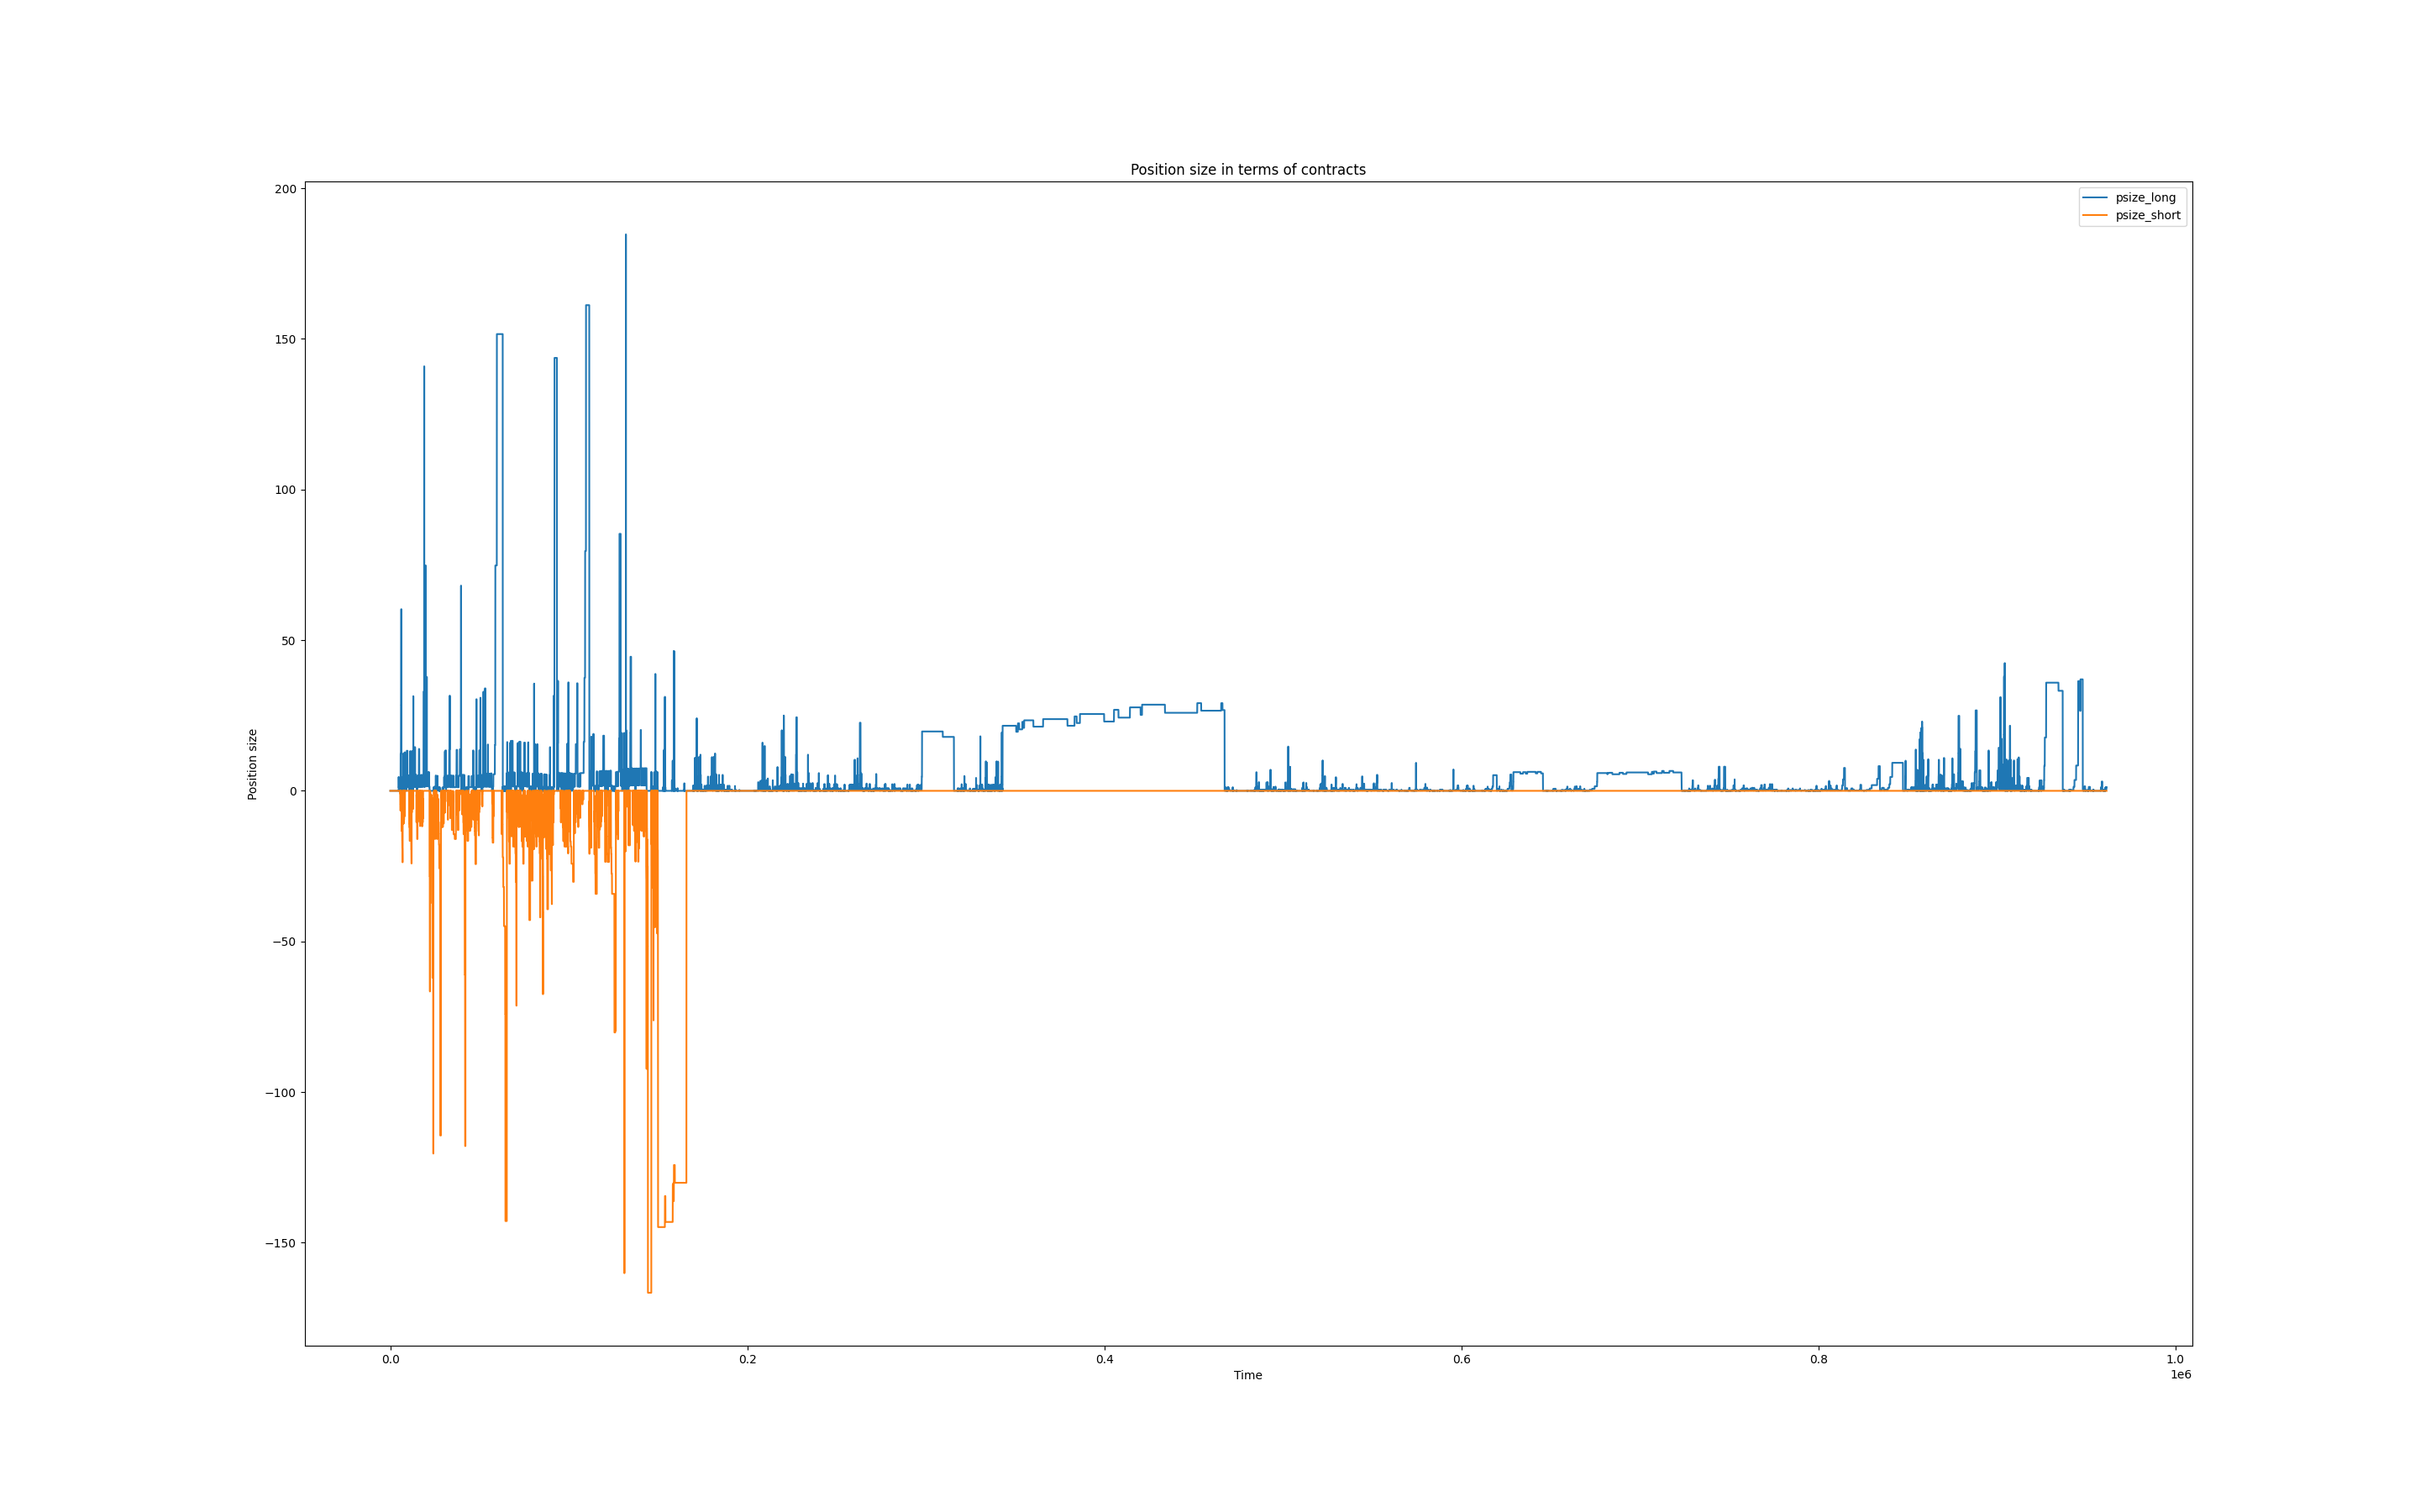 Position size in terms of contracts
psize_long
psize_short
200
150
100
50
0
−50
−100
−150
Position size
0.0
0.2
0.4
0.6
0.8
1.0
1e6
Time